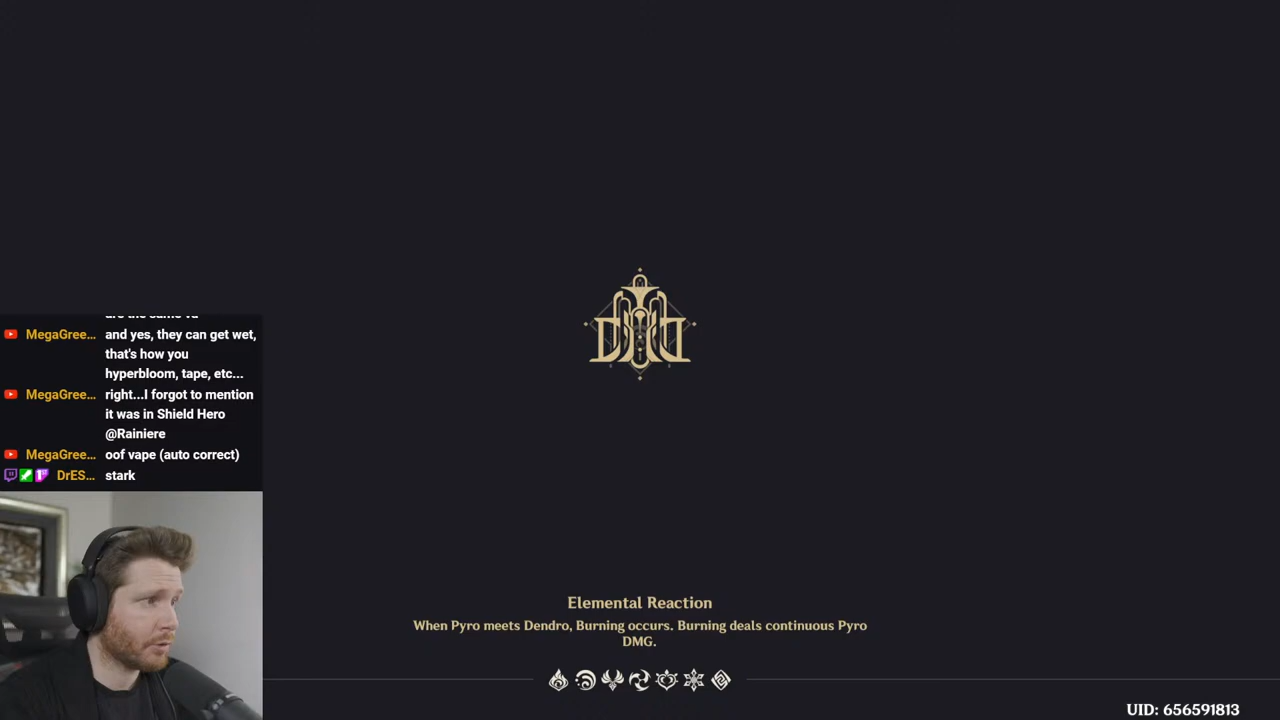 MegaGree... and yes, they can get wet,
that's how you
hyperbloom, tape, etc...
MegaGree... right...I forgot to mention
it was in Shield Hero
@Rainiere
MegaGree... oof vape (auto correct)
DrES... stark
Elemental Reaction
When Pyro meets Dendro, Burning occurs. Burning deals continuous Pyro
DMG.
UID: 656591813